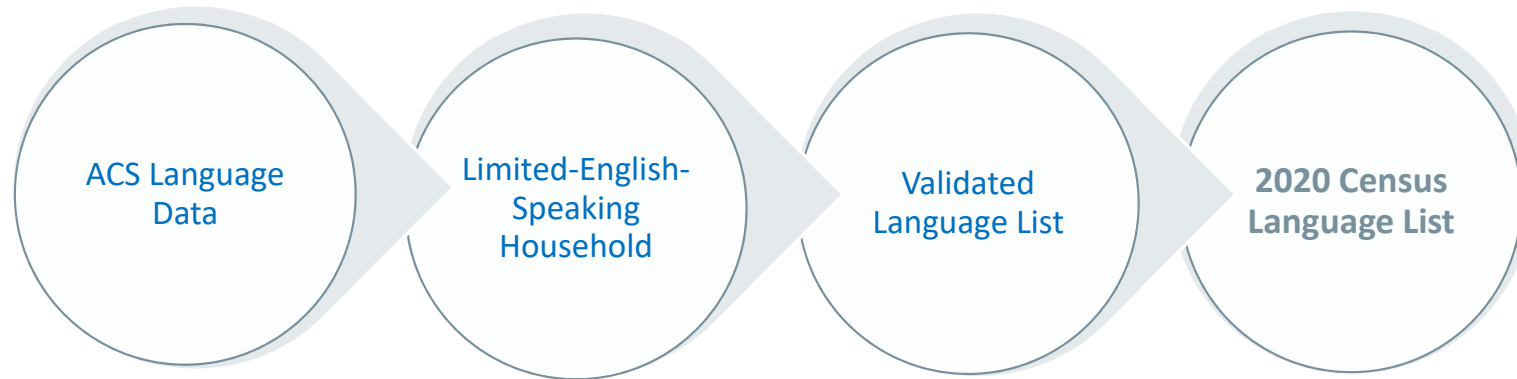 ACS Language
Data
Limited-English-
Speaking
Household
Validated
Language List
2020 Census
Language List